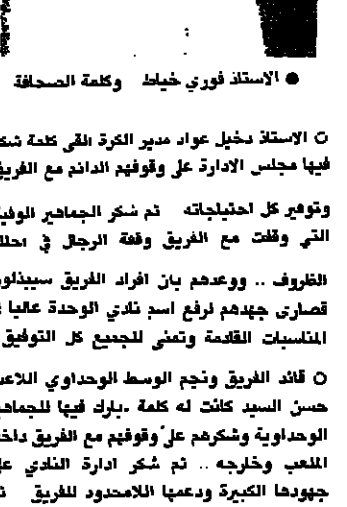 ● الاستاذ فوزي خياط وكلمة الصحافة
○ الاستاذ دخيل عواد مدير الكرة القى كلمة شكر
فيها مجلس الادارة على وقوفهم الدائم مع الفريق
وتوفير كل احتياجاته ثم شكر الجماهير الوفية
التي وقفت مع الفريق وقفة الرجال في احلك
الظروف .. ووعدهم بان افراد الفريق سيبذلون
قصارى جهدهم لرفع اسم نادي الوحدة عاليا
المناسبات القادمة وتمنى للجميع كل التوفيق
○ قائد الفريق ونجم الوسط الوحداوي اللاعب
حسن السيد كانت له كلمة .بارك فيها للجماهير
الوحداوية وشكرهم على وقوفهم مع الفريق داخل
الملعب وخارجه .. ثم شكر ادارة النادي على
جهودها الكبيرة ودعمها اللامحدود للفريق